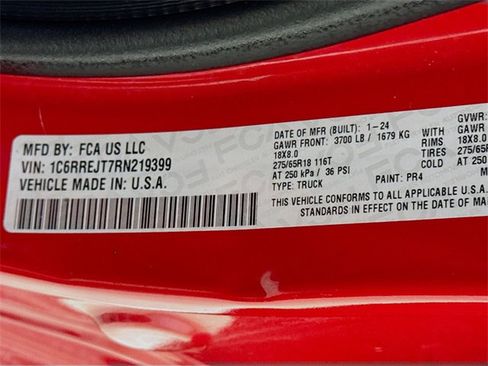 MFD BY: FCA US LLC
VIN: 1C6RREJT7RN219399
VEHICLE MADE IN: U.S.A.
DATE OF MFR (BUILT): 1-24
GAWR FRONT: 3700 LB / 1679 KG
18X8.0
275/65R18 116T
AT 250 kPa / 36 PSI
TYPE: TRUCK PAINT: PR4
THIS VEHICLE CONFORMS TO ALL APPLICABLE U.S.A.
STANDARDS IN EFFECT ON THE DATE OF MA
GVWR:
GAWR
WITH
RIMS 18X8.0
TIRES 275/65R
COLD AT 250